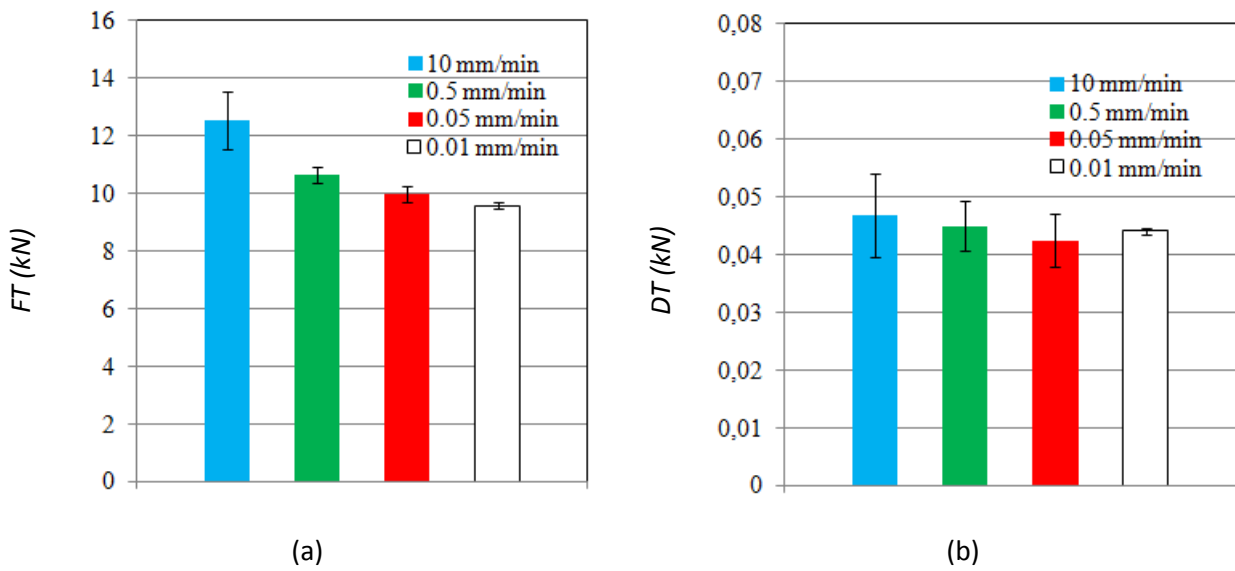 FT (kN)
16
14
12
10
8
6
4
2
0
10 mm/min
0.5 mm/min
0.05 mm/min
0.01 mm/min
(a)
DT (kN)
0,08
0,07
0,06
0,05
0,04
0,03
0,02
0,01
0
10 mm/min
0.5 mm/min
0.05 mm/min
0.01 mm/min
(b)